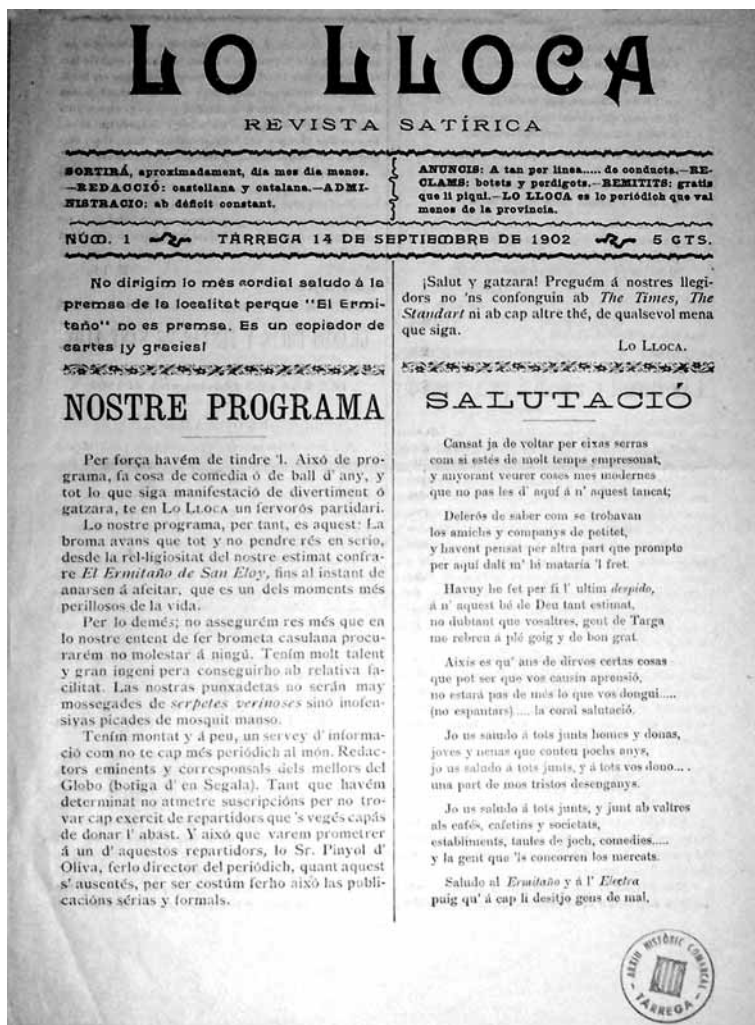 LO LLOCA
REVISTA SATÍRICA
SORTIRÁ, aproximadament, dia mes dia menos.
—REDACCIÓ: castellana y catalana.—ADMI-
NISTRACIO: ab déficit constant.
ANUNCIS: A tan per linea..... de conducta.—RE-
CLAMS: botets y perdigots.—REMITITS: gratis
que li piqui.—LO LLOCA es lo periódich que val
menos de la provincia.
NÚM. 1
TÁRREGA 14 DE SEPTIEMBRE DE 1902
5 CTS.
No dirigim lo més cordial saludo á la
premsa de la localitat perque "El Ermi-
taño" no es premsa. Es un copiador de
cartes ¡y gracies!
NOSTRE PROGRAMA
Per força havém de tindre 'l. Aixó de pro-
grama, fa cosa de comedia ó de ball d' any, y
tot lo que siga manifestació de divertiment ó
gatzara, te en LO LLOCA un fervorós partidari.
Lo nostre programa, per tant, es aquest: La
broma avans que tot y no pendre rés en serio,
desde la rel-ligiositat del nostre estimat confra-
re El Ermitaño de San Eloy, fins al instant de
anarsen á afeitar, que es un dels moments més
perillosos de la vida.
Per lo demés; no assegurém res més que en
lo nostre entent de fer brometa casulana procu-
rarém no molestar á ningú. Tením molt talent
y gran ingeni pera conseguirho ab relativa fa-
cilitat. Las nostras punxadetas no serán may
mossegades de serpetes verinoses sinó inofen-
sivas picades de mosquit manso.
Tením montat y á peu, un servey d' informa-
ció com no te cap més periódich al món. Redac-
tors eminents y corresponsals dels mellors del
Globo (botiga d' en Segala). Tant que havém
determinat no atmetre suscripcións per no tro-
var cap exercit de repartidors que 's vegés capás
de donar l' abast. Y aixó que varem prometrer
á un d' aquestos repartidors, lo Sr. Pinyol d'
Oliva, ferlo director del periódich, quant aquest
s' ausentés, per ser costúm ferho aixó las publi-
cacións sérias y formals.
¡Salut y gatzara! Preguém á nostres llegi-
dors no 'ns confonguin ab The Times, The
Standart ni ab cap altre thé, de qualsevol mena
que siga.
LO LLOCA.
SALUTACIÓ
Cansat ja de voltar per eixas serras
com si estés de molt temps empresonat,
y anyorant veurer coses mes modernes
que no pas les d' aquí á n' aquest tancat;
Delerós de saber com se trobavan
los amichs y companys de petitet,
y havent pensat per altra part que prompto
per aquí dalt m' hi mataría 'l fret.
Havuy he fet per fi l' ultim despido,
á n' aquest bé de Deu tant estimat,
no dubtant que vosaltres, gent de Targa
me rebreu á plé goig y de bon grat.
Aixis es qu' ans de dirvos certas cosas
que pot ser que vos causin aprensió,
no estará pas de més lo que vos dongui.....
(no espantars)..... la coral salutació.
Jo us saludo á tots junts homes y donas,
joves y nenas que conteu pochs anys,
jo us saludo á tots junts, y á tots vos dono....
una part de mos tristos desenganys.
Jo us saludo á tots junts, y junt ab valtres
als cafés, cafetins y societats,
establiments, taules de joch, comedies.....
y la gent que 'ls concorren los mercats.
Saludo al Ermitaño y á l' Electra
puig qu' á cap li desitjo gens de mal,
ARXIU HISTÒRIC COMARCAL
- TÀRREGA -